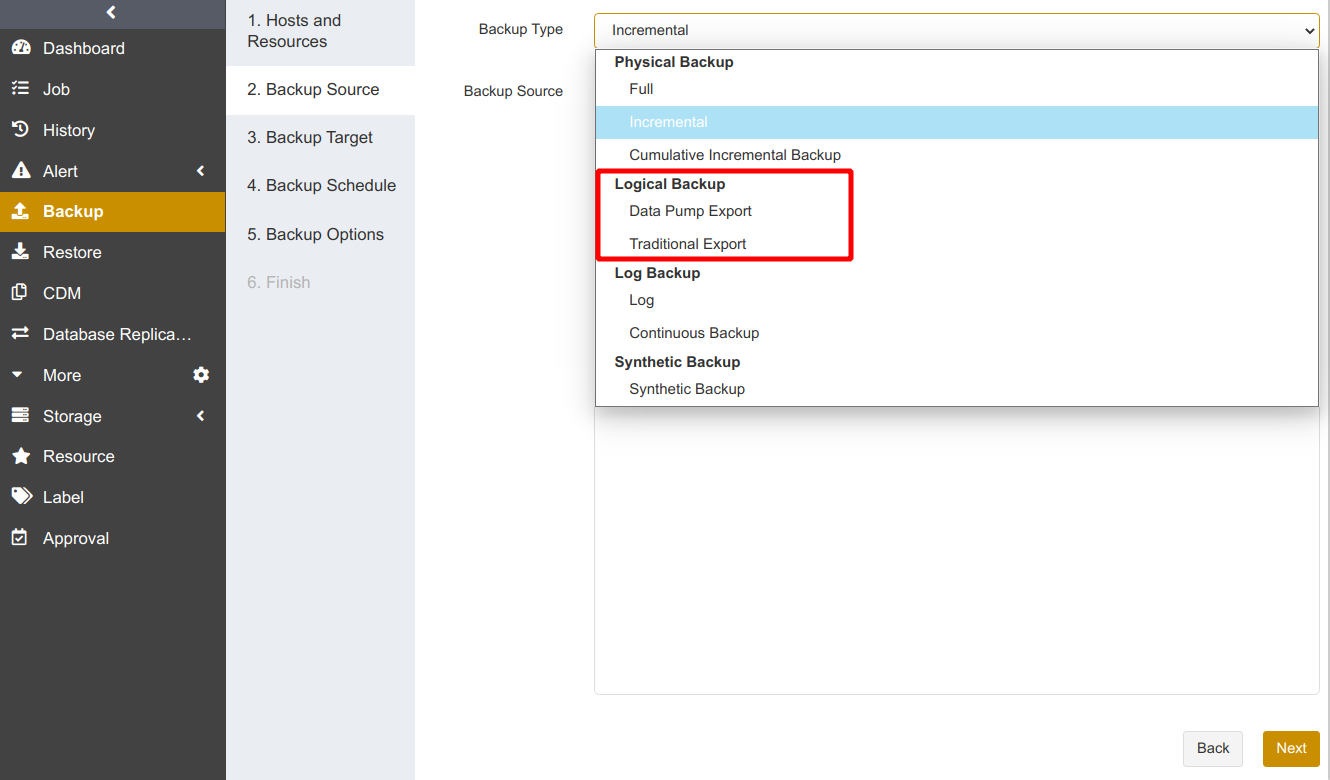 Dashboard
Job
History
Alert
Backup
Restore
CDM
Database Replica…
More
Storage
Resource
Label
Approval
1. Hosts and
Resources
2. Backup Source
3. Backup Target
4. Backup Schedule
5. Backup Options
6. Finish
Backup Type
Incremental
Backup Source
Physical Backup
Full
Incremental
Cumulative Incremental Backup
Logical Backup
Data Pump Export
Traditional Export
Log Backup
Log
Continuous Backup
Synthetic Backup
Synthetic Backup
Back
Next